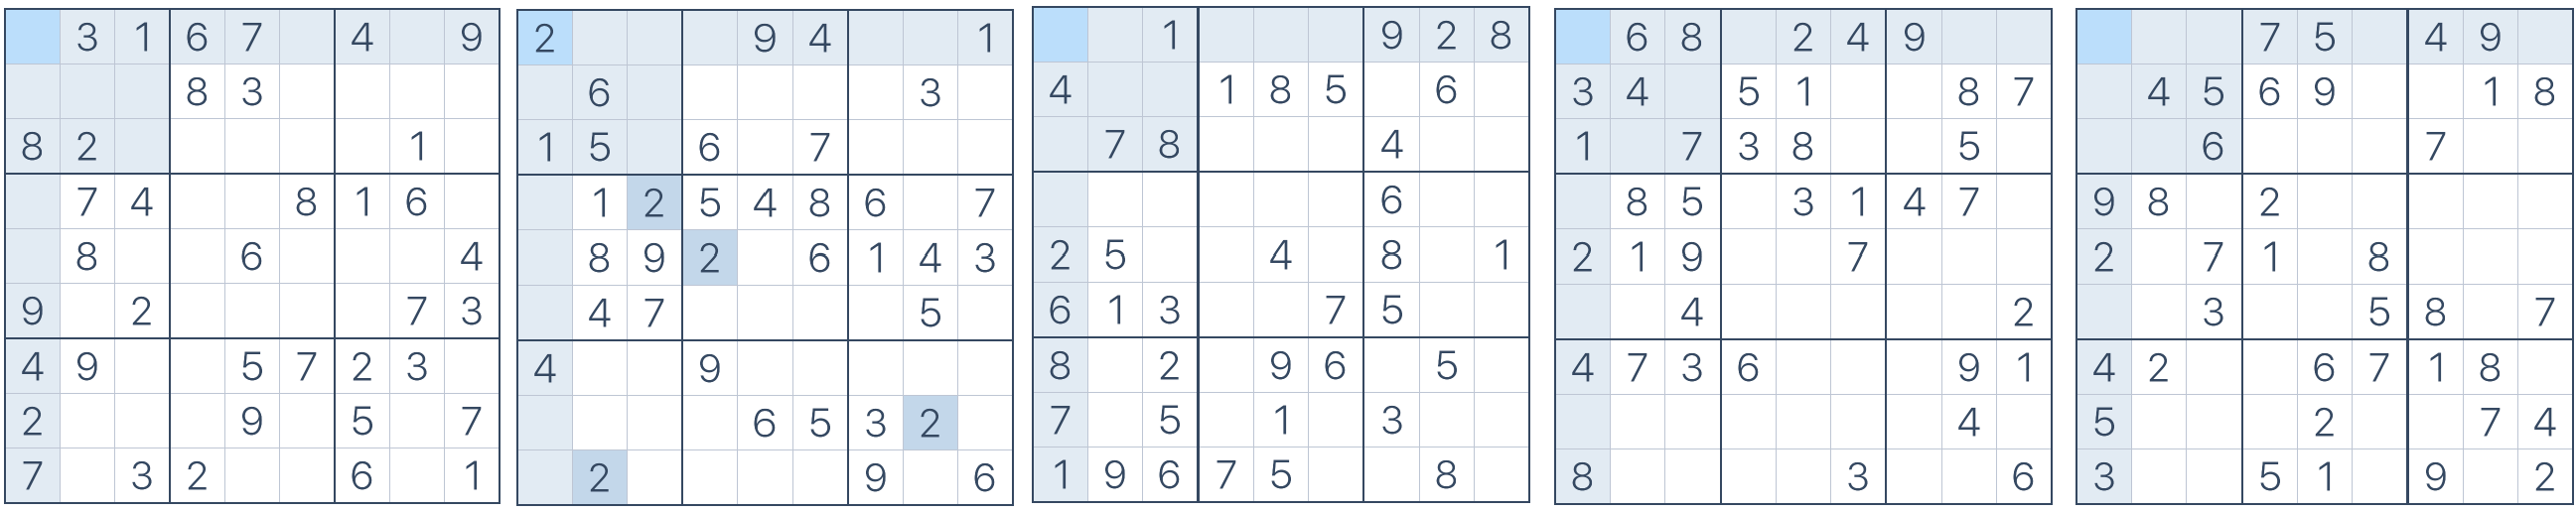 3 1 6 7 4 9
8 3
8 2 1
7 4 8 1 6
8 6 4
9 2 7 3
4 9 5 7 2 3
2 9 5 7
7 3 2 6 1
2 9 4 1
6 3
1 5 6 7
1 2 5 4 8 6 7
8 9 2 6 1 4 3
4 7 5
4 9
6 5 3 2
2 9 6
1 9 2 8
4 1 8 5 6
7 8 4
6
2 5 4 8 1
6 1 3 7 5
8 2 9 6 5
7 5 1 3
1 9 6 7 5 8
6 8 2 4 9
3 4 5 1 8 7
1 7 3 8 5
8 5 3 1 4 7
2 1 9 7
4 2
4 7 3 6 9 1
4
8 3 6
7 5 4 9
4 5 6 9 1 8
6 7
9 8 2
2 7 1 8
3 5 8 7
4 2 6 7 1 8
5 2 7 4
3 5 1 9 2